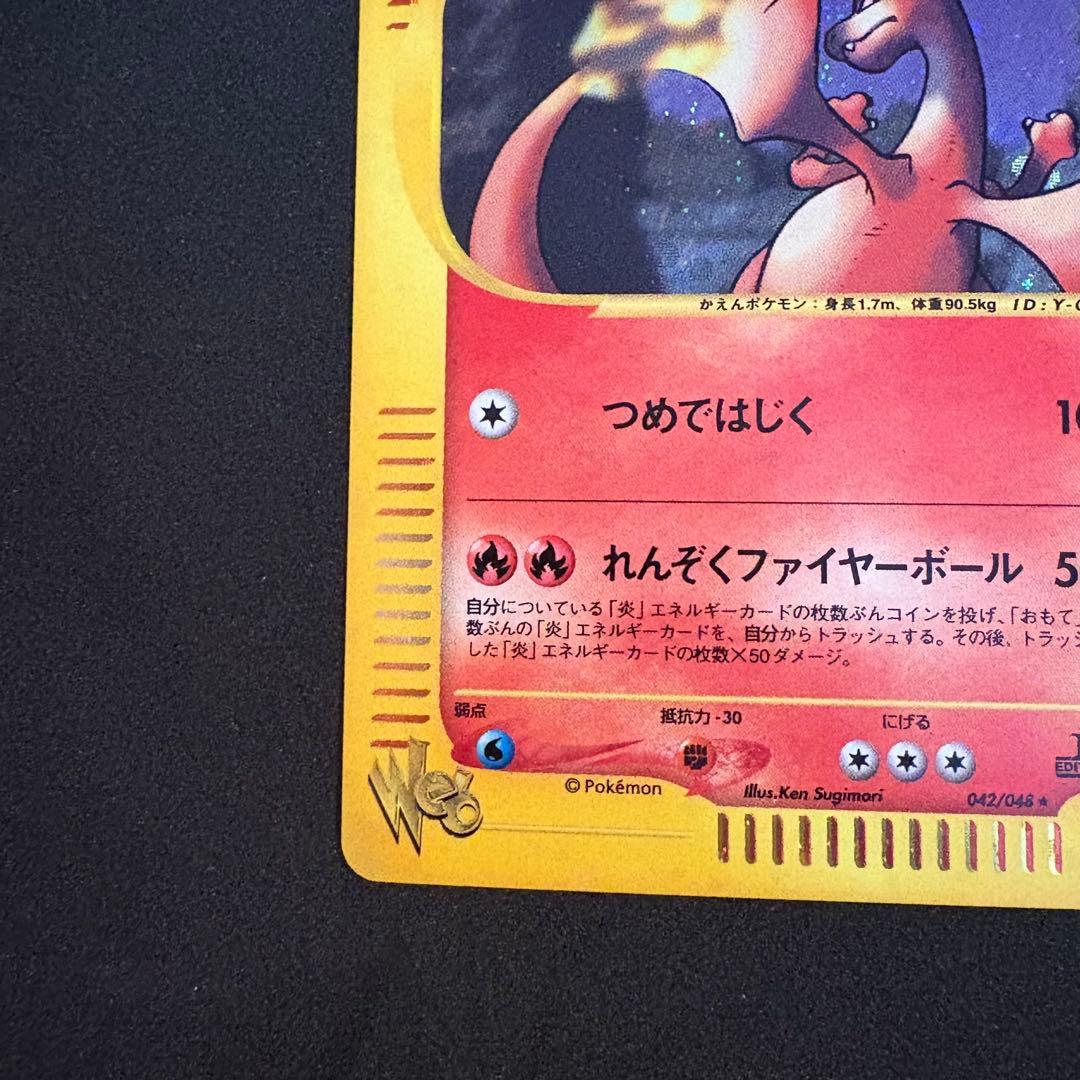 かえんポケモン：身長1.7m、体重90.5kg ID：Y-
つめではじく
れんぞくファイヤーボール 5
自分についている「炎」エネルギーカードの枚数ぶんコインを投げ、「おもて」
数ぶんの「炎」エネルギーカードを、自分からトラッシュする。その後、トラッシ
した「炎」エネルギーカードの枚数×50ダメージ。
弱点 抵抗力 -30 にげる
We'b
© Pokémon
Illus.Ken Sugimori 042/048